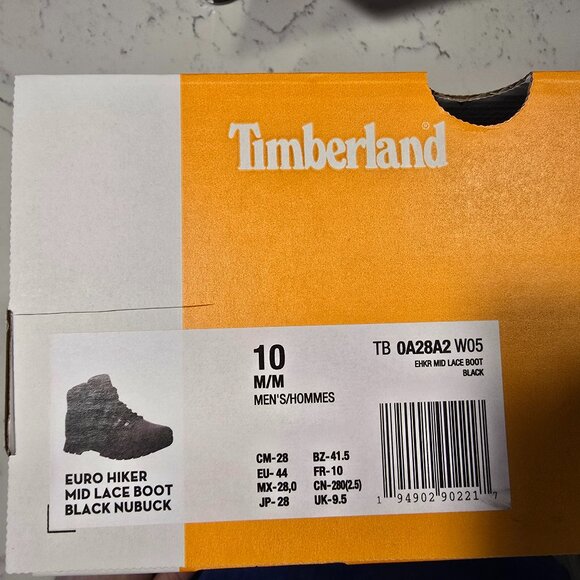 Timberland®
10
M/M
MEN'S/HOMMES
TB 0A28A2 W05
EHKR MID LACE BOOT
BLACK
EURO HIKER
MID LACE BOOT
BLACK NUBUCK
CM-28 BZ-41.5
EU- 44 FR-10
MX-28,0 CN-280(2.5)
JP- 28 UK-9.5
1 94902 90221 7